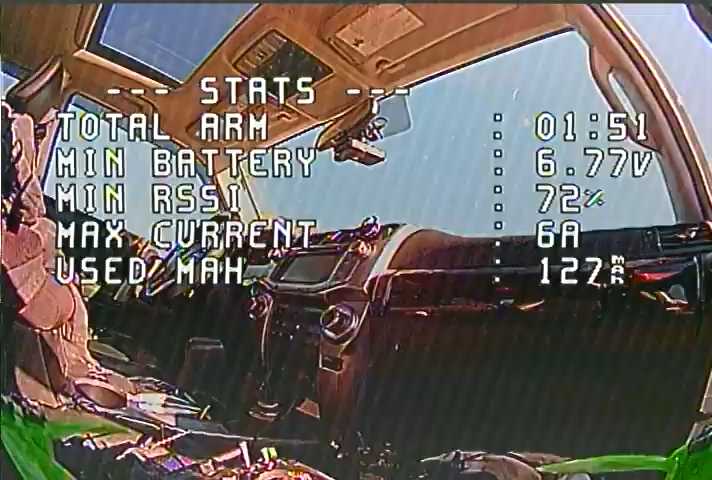 --- STATS ---
TOTAL ARM : 01:51
MIN BATTERY : 6.77V
MIN RSSI : 72%
MAX CURRENT : 6A
USED MAH : 127